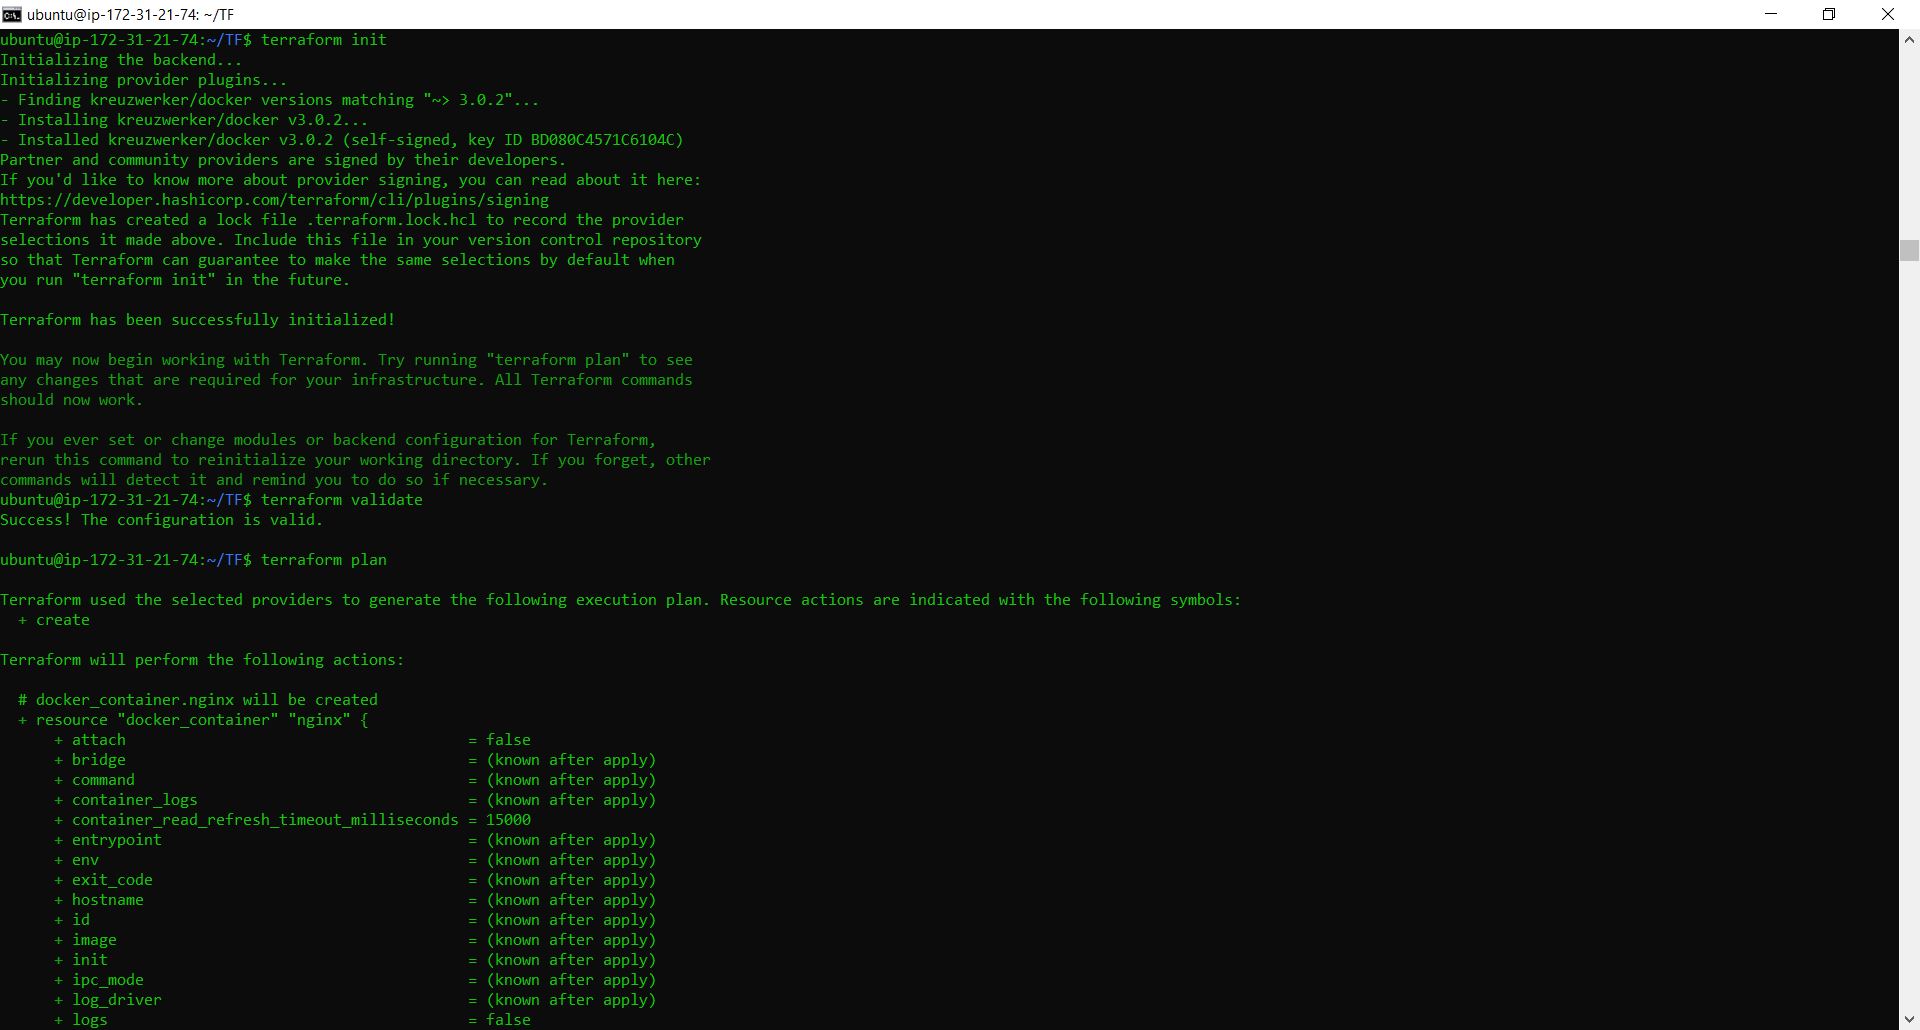 ubuntu@ip-172-31-21-74: ~/TF
ubuntu@ip-172-31-21-74:~/TF$ terraform init
Initializing the backend...
Initializing provider plugins...
- Finding kreuzwerker/docker versions matching "~> 3.0.2"...
- Installing kreuzwerker/docker v3.0.2...
- Installed kreuzwerker/docker v3.0.2 (self-signed, key ID BD080C4571C6104C)
Partner and community providers are signed by their developers.
If you'd like to know more about provider signing, you can read about it here:
https://developer.hashicorp.com/terraform/cli/plugins/signing
Terraform has created a lock file .terraform.lock.hcl to record the provider
selections it made above. Include this file in your version control repository
so that Terraform can guarantee to make the same selections by default when
you run "terraform init" in the future.
Terraform has been successfully initialized!
You may now begin working with Terraform. Try running "terraform plan" to see
any changes that are required for your infrastructure. All Terraform commands
should now work.
If you ever set or change modules or backend configuration for Terraform,
rerun this command to reinitialize your working directory. If you forget, other
commands will detect it and remind you to do so if necessary.
ubuntu@ip-172-31-21-74:~/TF$ terraform validate
Success! The configuration is valid.
ubuntu@ip-172-31-21-74:~/TF$ terraform plan
Terraform used the selected providers to generate the following execution plan. Resource actions are indicated with the following symbols:
  + create
Terraform will perform the following actions:
  # docker_container.nginx will be created
  + resource "docker_container" "nginx" {
      + attach                                      = false
      + bridge                                      = (known after apply)
      + command                                     = (known after apply)
      + container_logs                              = (known after apply)
      + container_read_refresh_timeout_milliseconds = 15000
      + entrypoint                                  = (known after apply)
      + env                                         = (known after apply)
      + exit_code                                   = (known after apply)
      + hostname                                    = (known after apply)
      + id                                          = (known after apply)
      + image                                       = (known after apply)
      + init                                        = (known after apply)
      + ipc_mode                                    = (known after apply)
      + log_driver                                  = (known after apply)
      + logs                                        = false